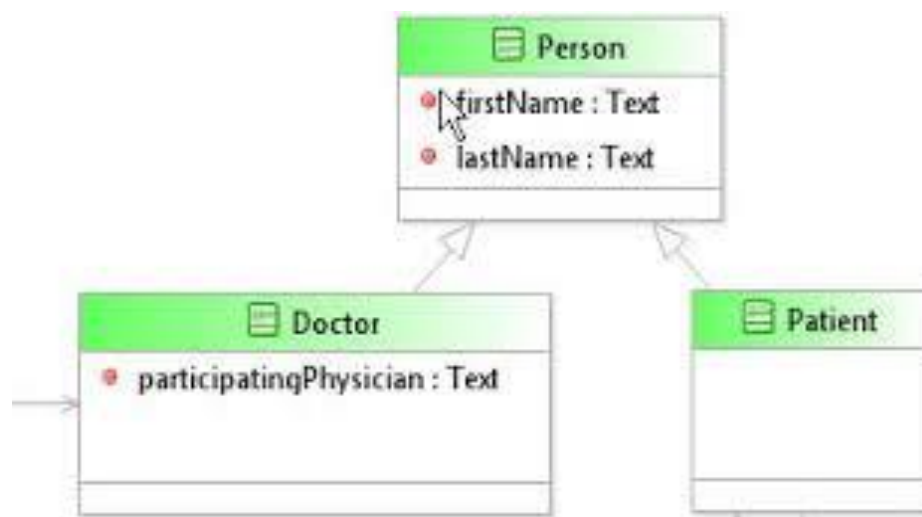 Person
firstName : Text
lastName : Text
Doctor
participatingPhysician : Text
Patient